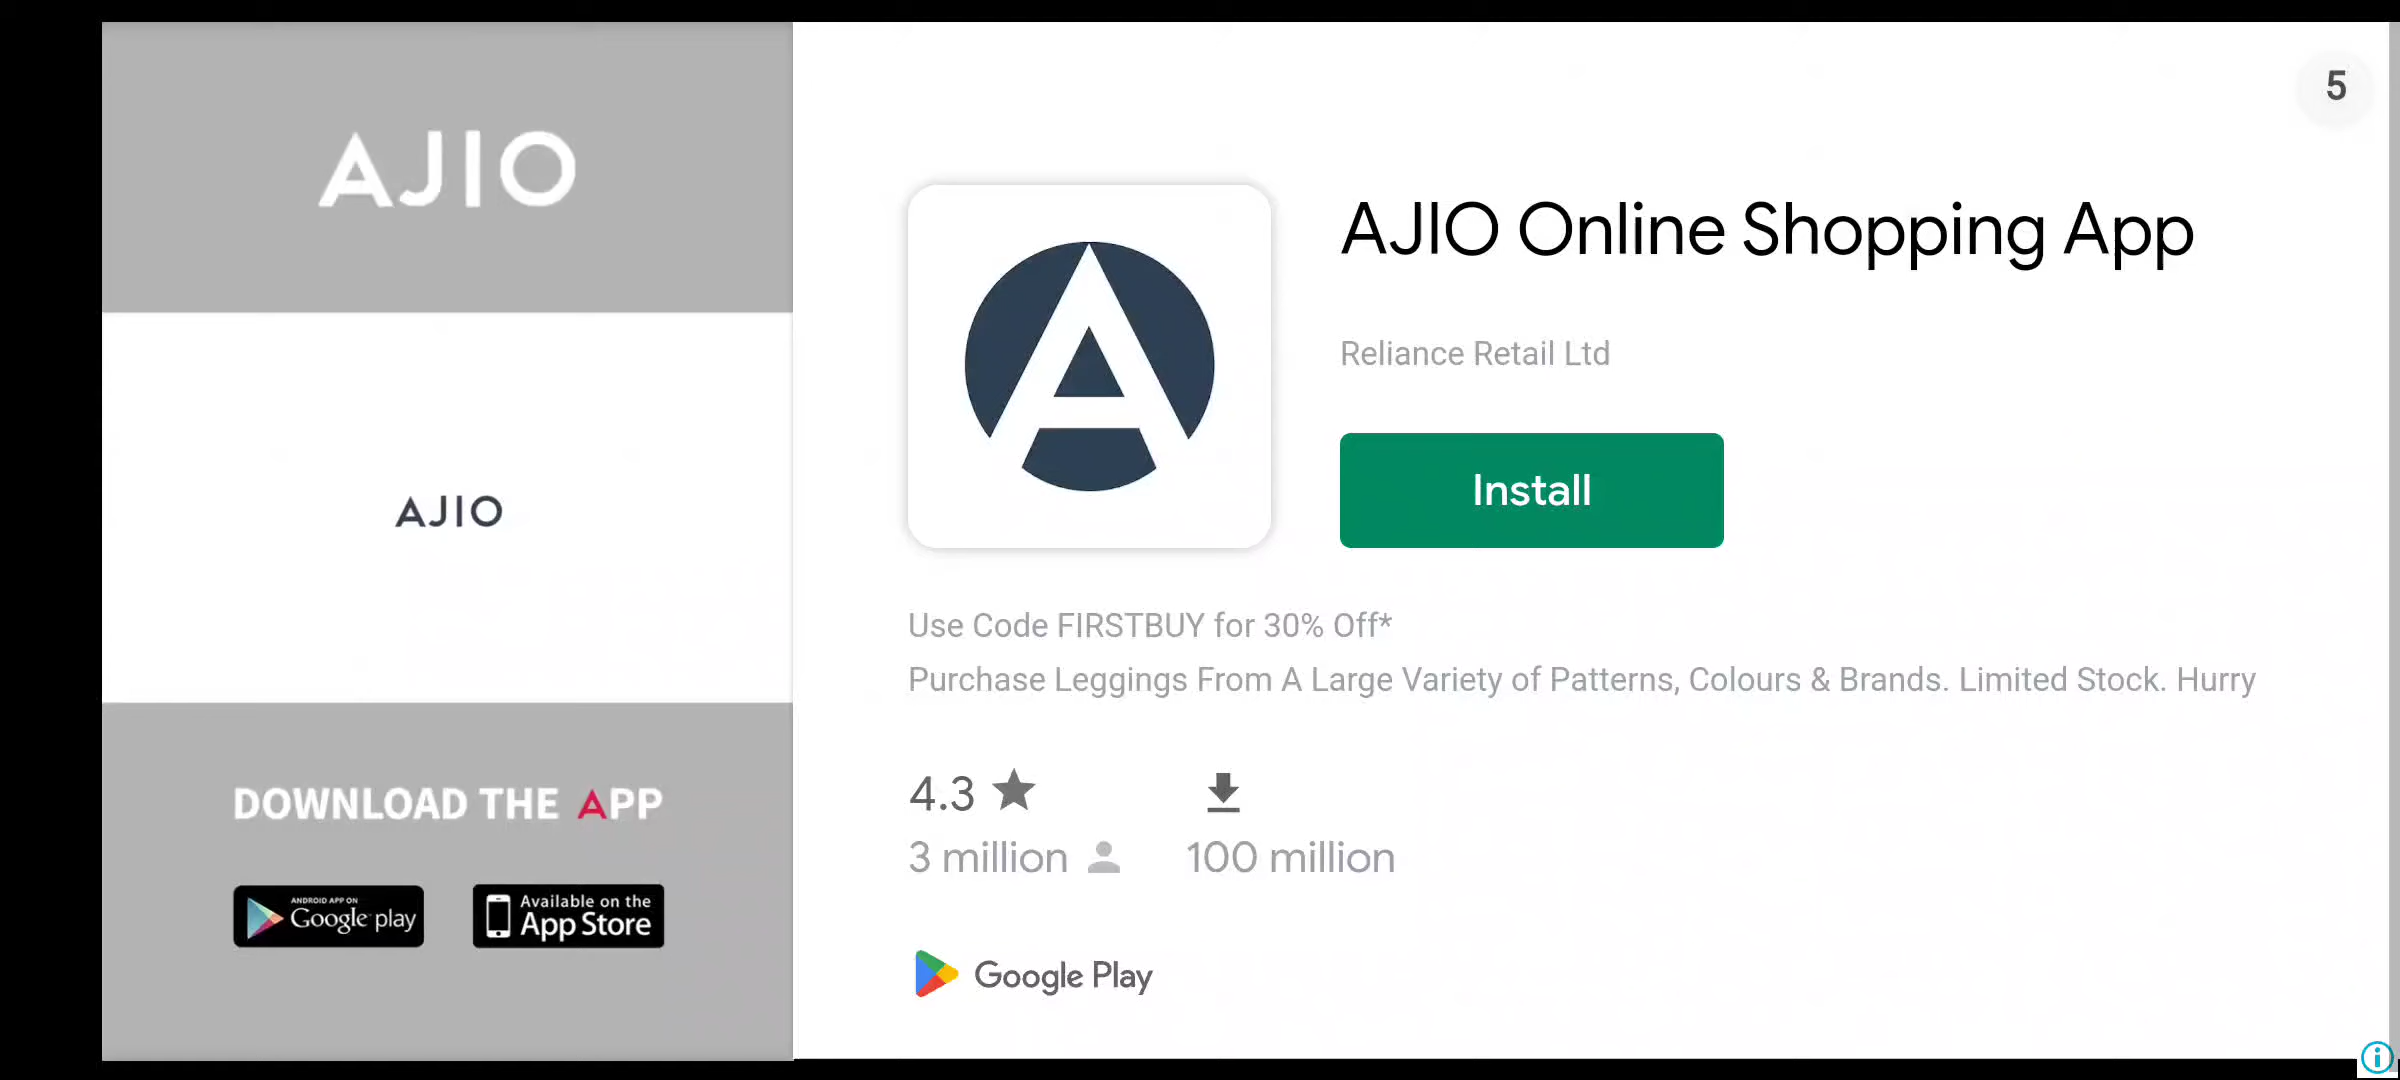 AJIO
AJIO
DOWNLOAD THE APP
ANDROID APP ON
Google play
Available on the
App Store
5
AJIO Online Shopping App
Reliance Retail Ltd
Install
Use Code FIRSTBUY for 30% Off*
Purchase Leggings From A Large Variety of Patterns, Colours & Brands. Limited Stock. Hurry
4.3
3 million
100 million
Google Play